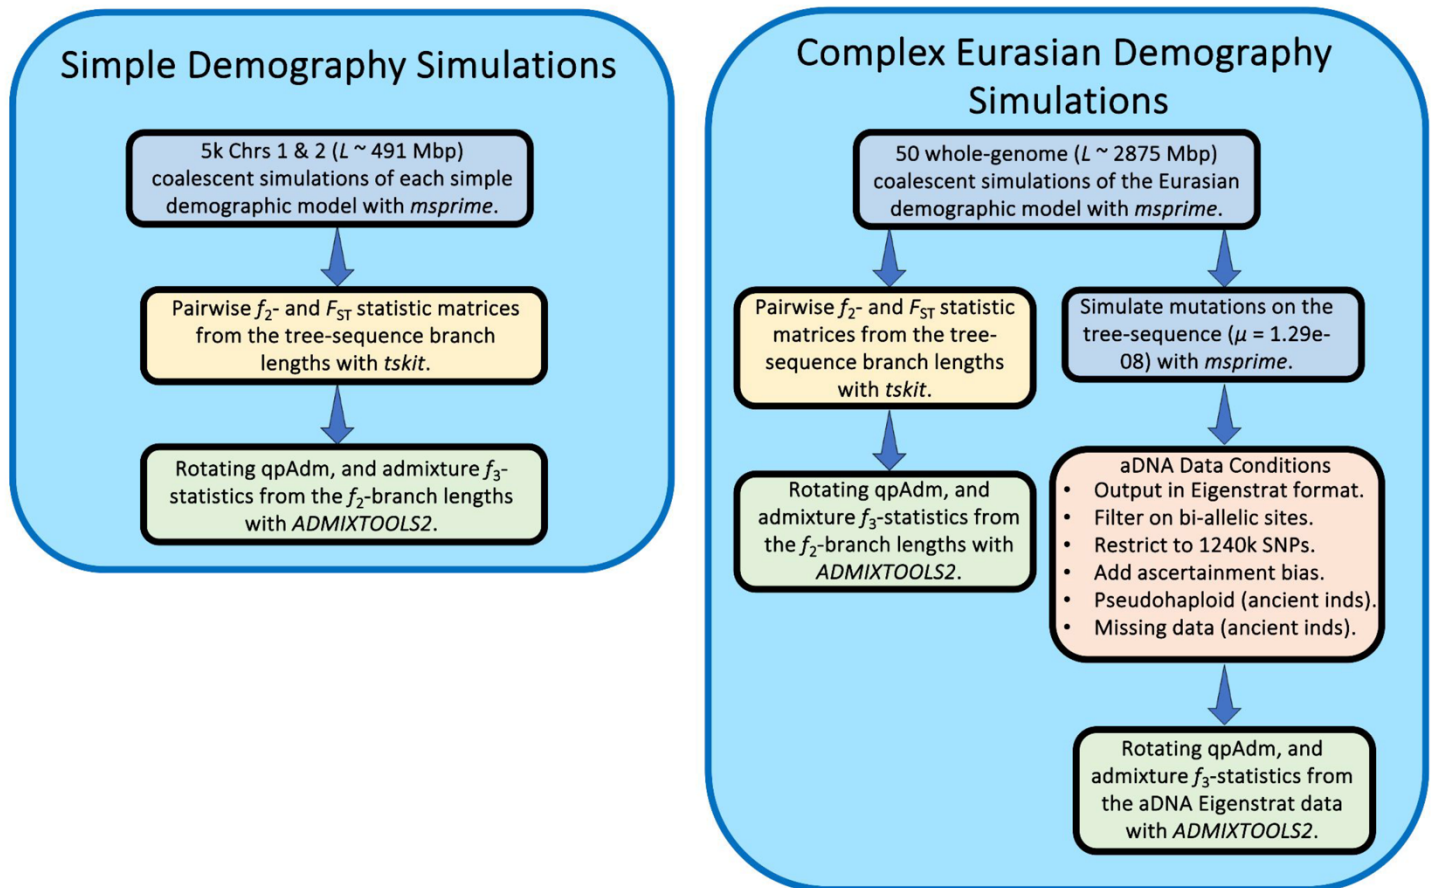 Simple Demography Simulations
5k Chrs 1 & 2 (L ~ 491 Mbp)
coalescent simulations of each simple
demographic model with msprime.
Pairwise f2- and FST statistic matrices
from the tree-sequence branch
lengths with tskit.
Rotating qpAdm, and admixture f3-
statistics from the f2-branch lengths
with ADMIXTOOLS2.
Complex Eurasian Demography
Simulations
50 whole-genome (L ~ 2875 Mbp)
coalescent simulations of the Eurasian
demographic model with msprime.
Pairwise f2- and FST statistic
matrices from the tree-
sequence branch lengths
with tskit.
Rotating qpAdm, and
admixture f3-statistics from
the f2-branch lengths with
ADMIXTOOLS2.
Simulate mutations on the
tree-sequence (μ = 1.29e-
08) with msprime.
aDNA Data Conditions
• Output in Eigenstrat format.
• Filter on bi-allelic sites.
• Restrict to 1240k SNPs.
• Add ascertainment bias.
• Pseudohaploid (ancient inds).
• Missing data (ancient inds).
Rotating qpAdm, and
admixture f3-statistics from
the aDNA Eigenstrat data
with ADMIXTOOLS2.